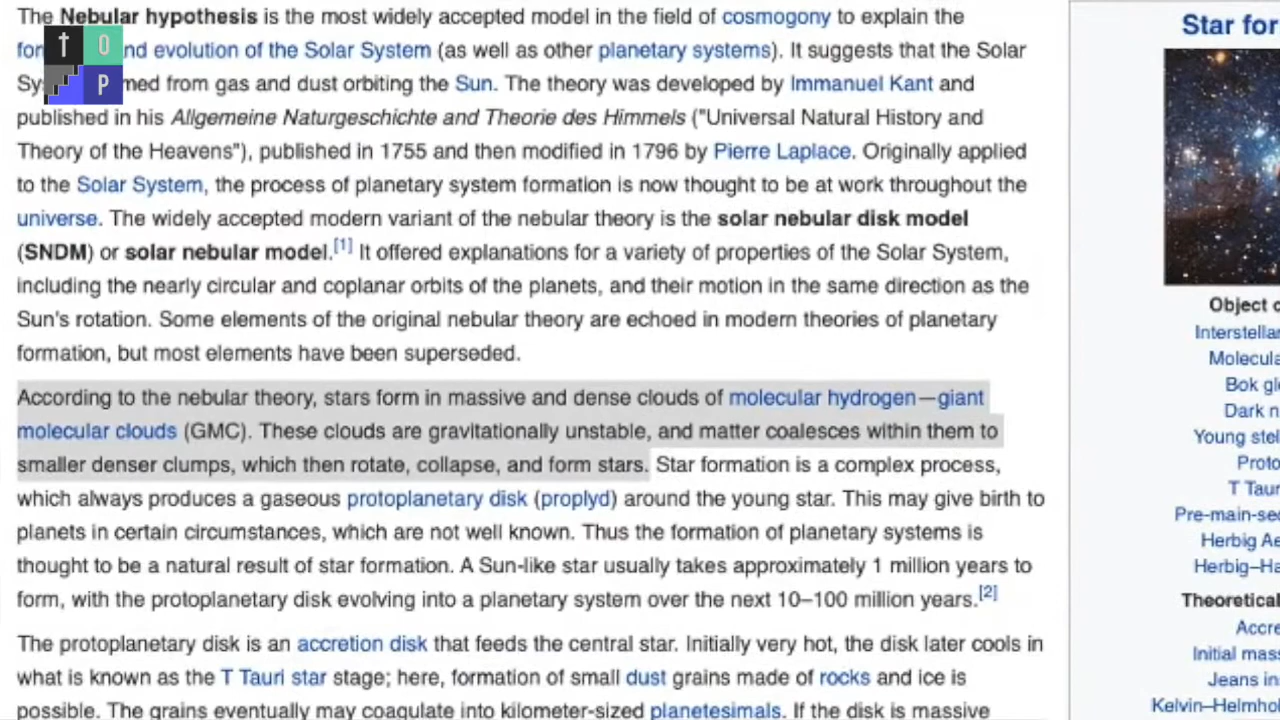 The Nebular hypothesis is the most widely accepted model in the field of cosmogony to explain the
nd evolution of the Solar System (as well as other planetary systems). It suggests that the Solar
med from gas and dust orbiting the Sun. The theory was developed by Immanuel Kant and
published in his Allgemeine Naturgeschichte and Theorie des Himmels ("Universal Natural History and
Theory of the Heavens"), published in 1755 and then modified in 1796 by Pierre Laplace. Originally applied
to the Solar System, the process of planetary system formation is now thought to be at work throughout the
universe. The widely accepted modern variant of the nebular theory is the solar nebular disk model
(SNDM) or solar nebular model.[1] It offered explanations for a variety of properties of the Solar System,
including the nearly circular and coplanar orbits of the planets, and their motion in the same direction as the
Sun's rotation. Some elements of the original nebular theory are echoed in modern theories of planetary
formation, but most elements have been superseded.
According to the nebular theory, stars form in massive and dense clouds of molecular hydrogen—giant
molecular clouds (GMC). These clouds are gravitationally unstable, and matter coalesces within them to
smaller denser clumps, which then rotate, collapse, and form stars. Star formation is a complex process,
which always produces a gaseous protoplanetary disk (proplyd) around the young star. This may give birth to
planets in certain circumstances, which are not well known. Thus the formation of planetary systems is
thought to be a natural result of star formation. A Sun-like star usually takes approximately 1 million years to
form, with the protoplanetary disk evolving into a planetary system over the next 10–100 million years.[2]
The protoplanetary disk is an accretion disk that feeds the central star. Initially very hot, the disk later cools in
what is known as the T Tauri star stage; here, formation of small dust grains made of rocks and ice is
possible. The grains eventually may coagulate into kilometer-sized planetesimals. If the disk is massive
t O
P
Star for
Object
Interstella
Molecula
Bok gl
Dark n
Young stel
Proto
T Taur
Pre-main-se
Herbig Ae
Herbig–Ha
Theoretical
Accre
Initial mas
Jeans in
Kelvin–Helmho